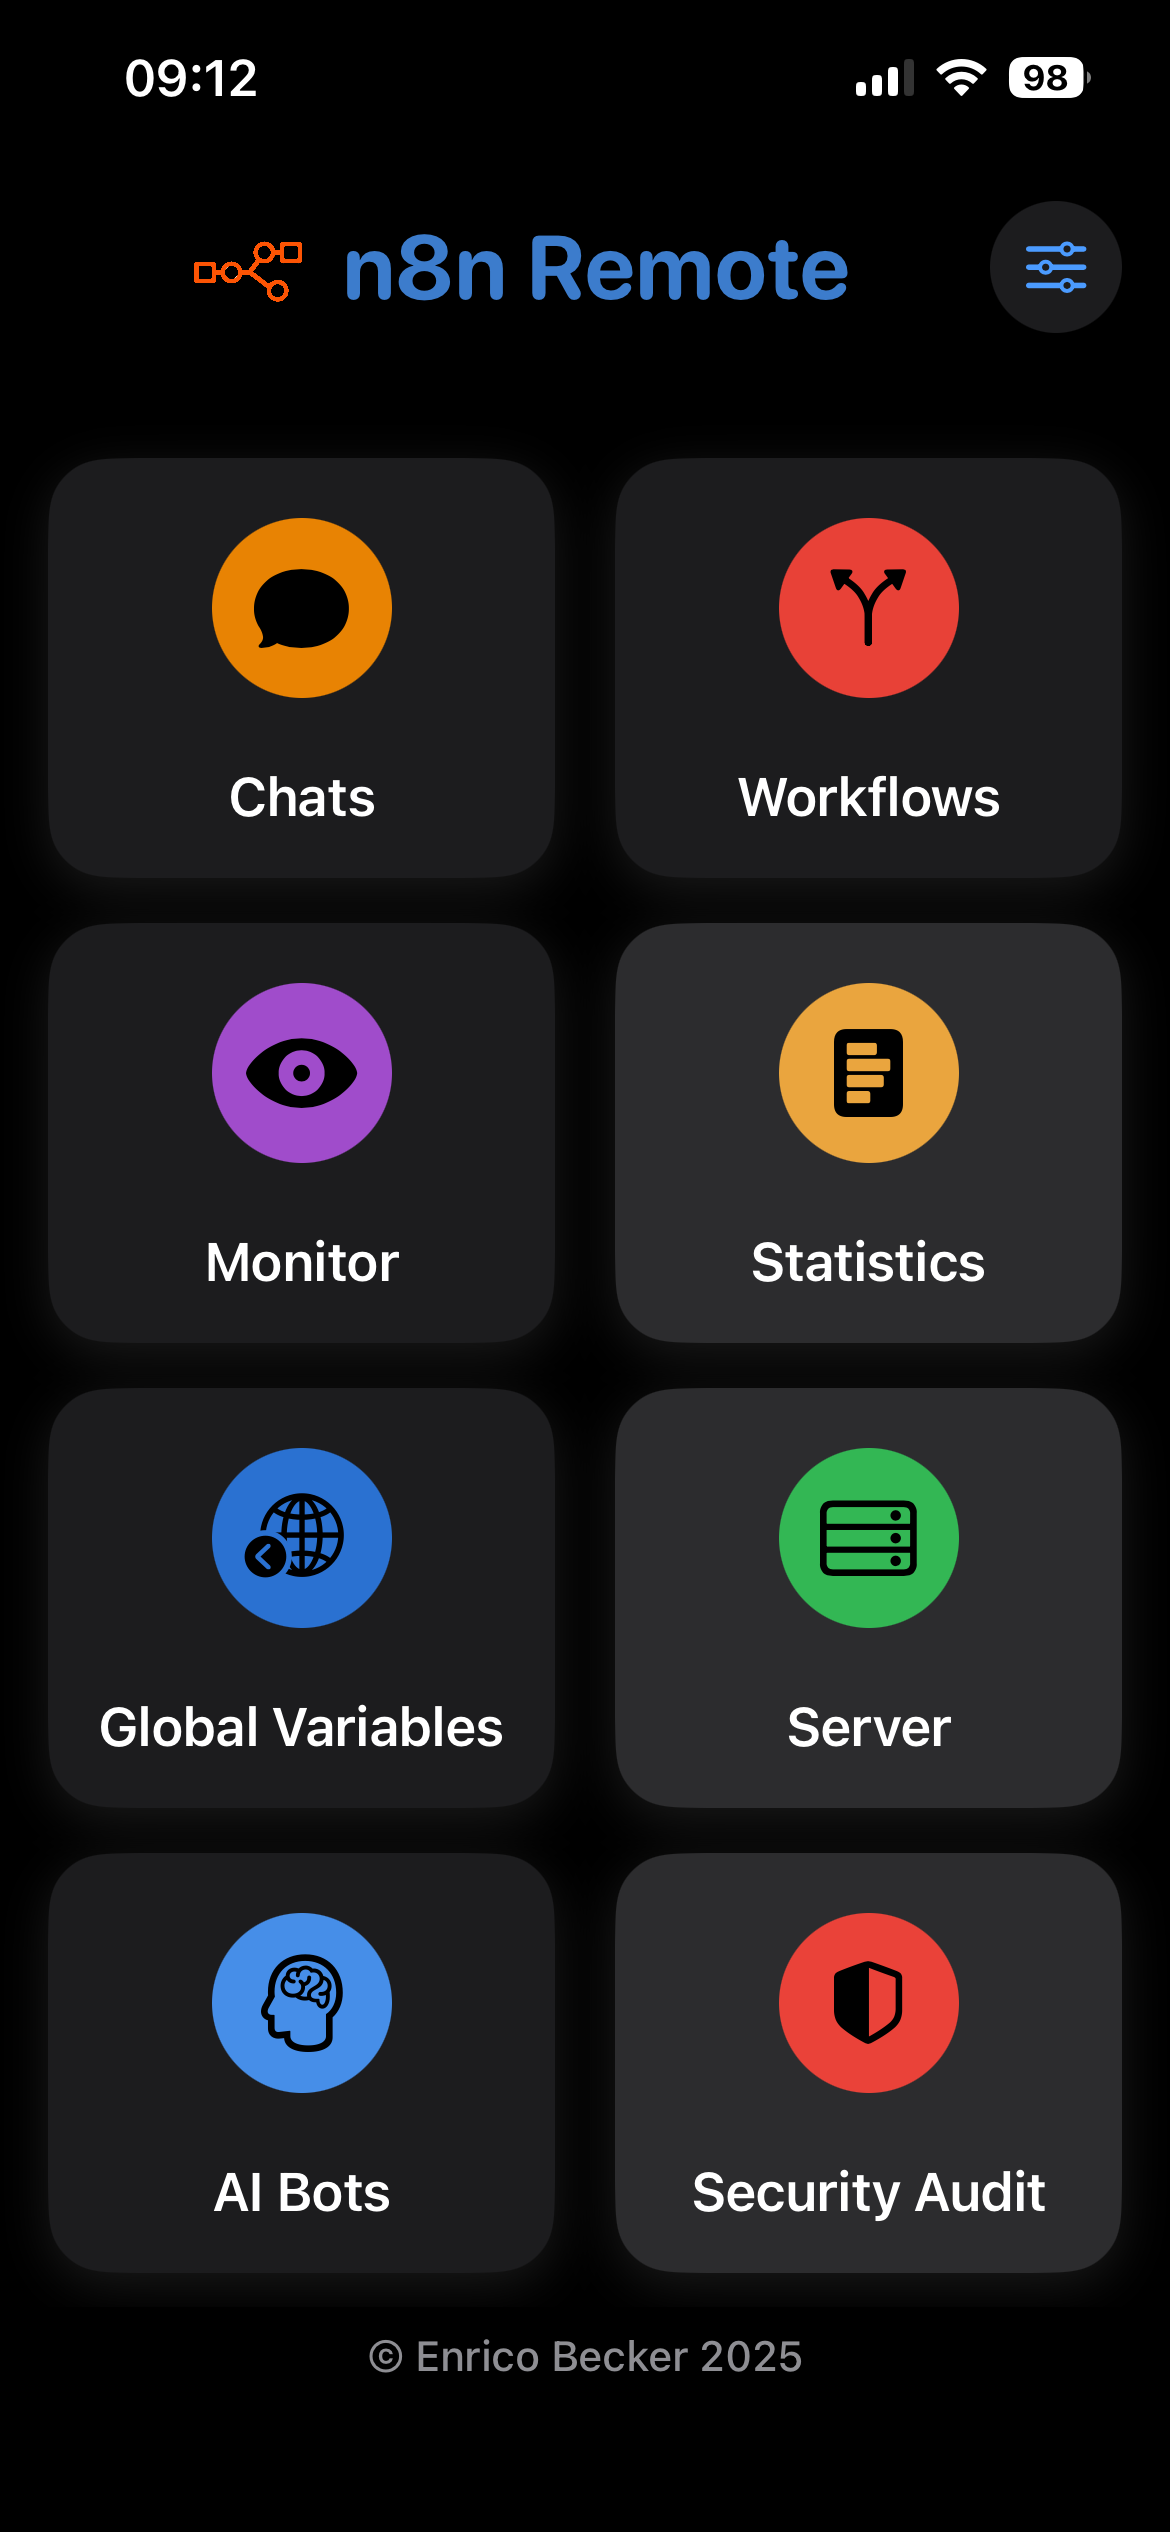 09:12
98
n8n Remote
Chats
Workflows
Monitor
Statistics
Global Variables
Server
AI Bots
Security Audit
© Enrico Becker 2025